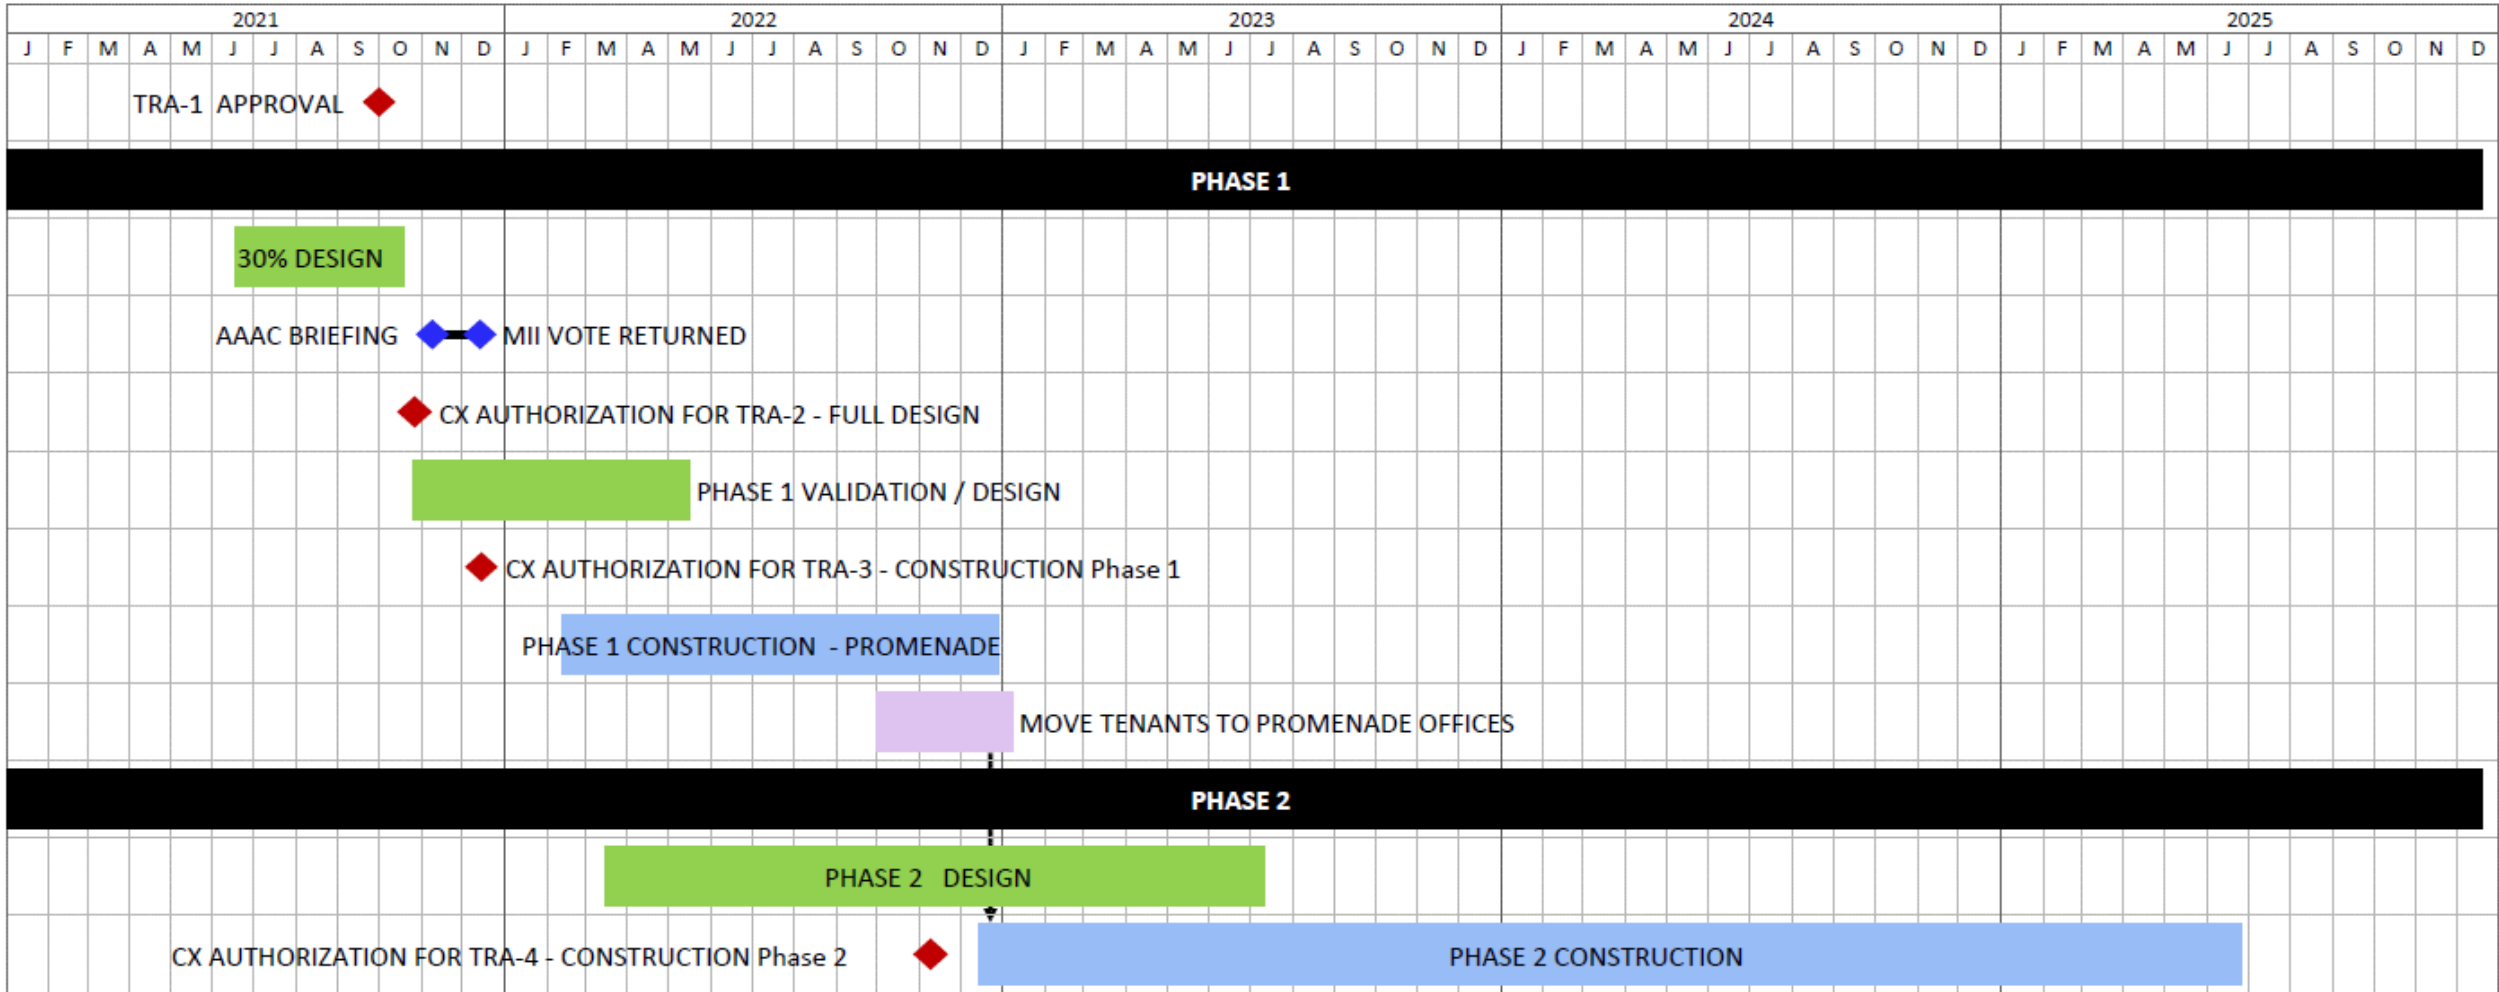 2021 2022 2023 2024 2025
J F M A M J J A S O N D J F M A M J J A S O N D J F M A M J J A S O N D J F M A M J J A S O N D J F M A M J J A S O N D
TRA-1 APPROVAL
PHASE 1
30% DESIGN
AAAC BRIEFING MII VOTE RETURNED
CX AUTHORIZATION FOR TRA-2 - FULL DESIGN
PHASE 1 VALIDATION / DESIGN
CX AUTHORIZATION FOR TRA-3 - CONSTRUCTION Phase 1
PHASE 1 CONSTRUCTION - PROMENADE
MOVE TENANTS TO PROMENADE OFFICES
PHASE 2
PHASE 2 DESIGN
CX AUTHORIZATION FOR TRA-4 - CONSTRUCTION Phase 2 PHASE 2 CONSTRUCTION